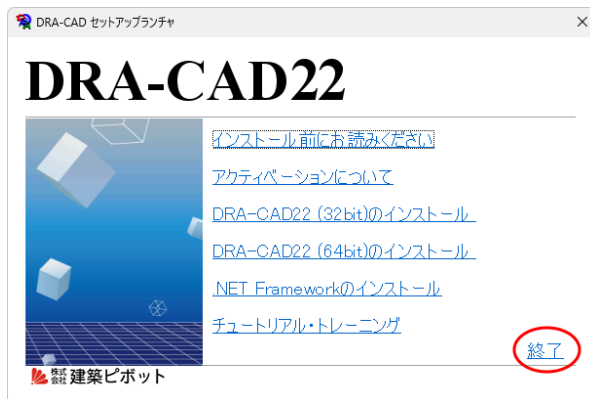 DRA-CAD セットアップランチャ
DRA-CAD22
インストール前にお読みください
アクティベーションについて
DRA-CAD22 (32bit)のインストール
DRA-CAD22 (64bit)のインストール
.NET Frameworkのインストール
チュートリアル・トレーニング
終了
株式会社 建築ピボット